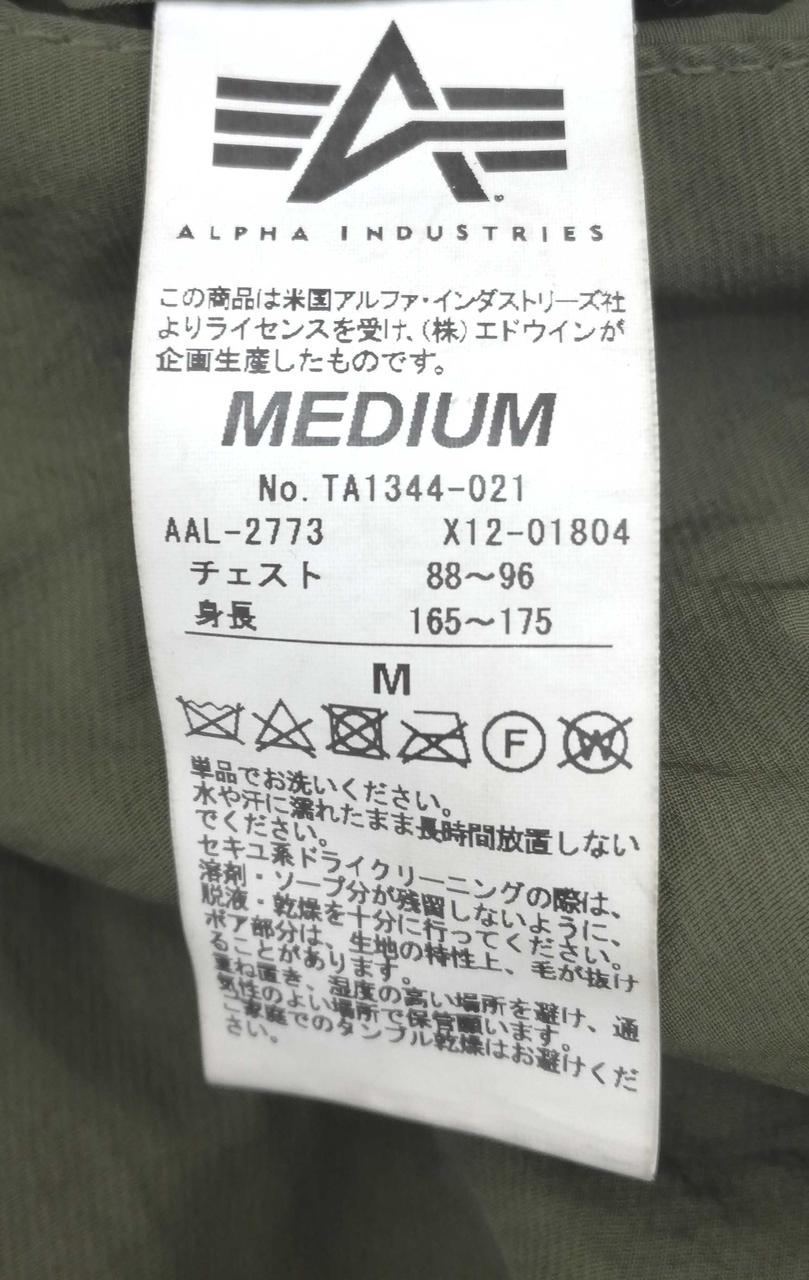 ALPHA INDUSTRIES
この商品は米国アルファ・インダストリーズ社
よりライセンスを受け、(株)エドウインが
企画生産したものです。
MEDIUM
No. TA1344-021
AAL-2773 X12-01804
チェスト 88～96
身長 165～175
M
F W
単品でお洗いください。
水や汗に濡れたまま長時間放置しない
でください。
セキユ系ドライクリーニングの際は、
溶剤・ソープ分が残留しないように、
脱液・乾燥を十分に行ってください。
ボア部分は、生地の特性上、毛が抜け
ることがあります。
重ね置き、湿度の高い場所を避け、通
気性のよい場所で保管願います。
ご家庭でのタンブル乾燥はお避けくだ
さい。